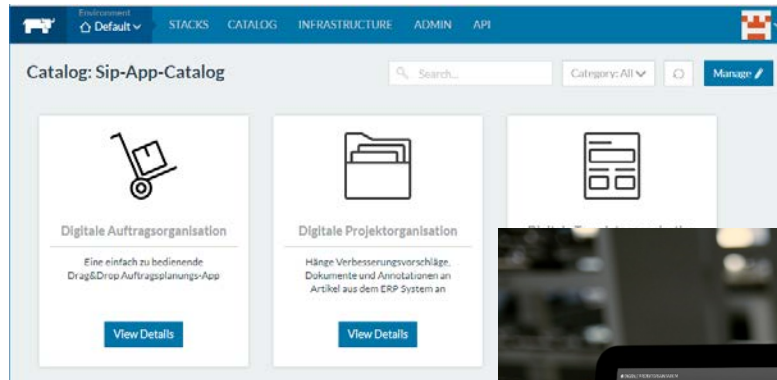 Environment
Default
STACKS CATALOG INFRASTRUCTURE ADMIN API
Catalog: Sip-App-Catalog
Search...
Category: All
Manage
Digitale Auftragsorganisation
Eine einfach zu bedienende
Drag&Drop Auftragsplanungs-App
View Details
Digitale Projektorganisation
Hänge Verbesserungsvorschläge,
Dokumente und Annotationen an
Artikel aus dem ERP System an
View Details